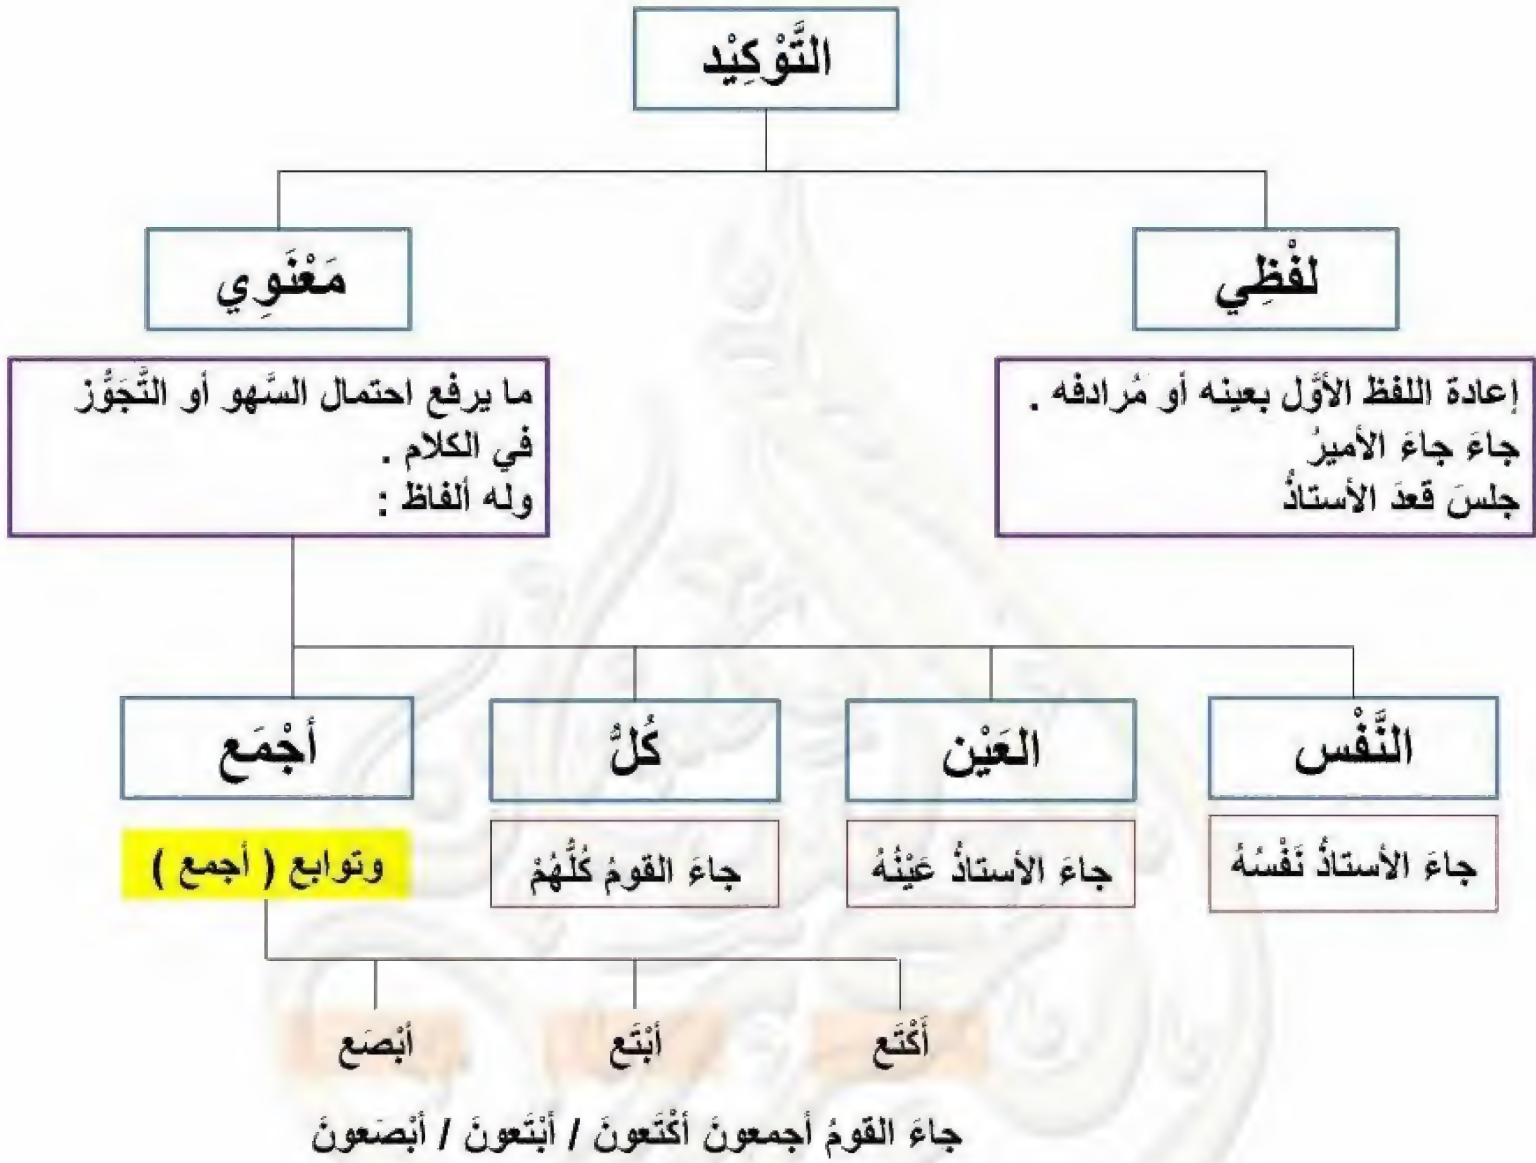 التَّوْكِيْد
لفْظِي
مَعْنَوِي
إعادة اللفظ الأوَّل بعينه أو مُرادفه .
جاءَ جاءَ الأميرُ
جلسَ قعدَ الأستاذُ
ما يرفع احتمال السَّهو أو التَّجَوُّز
في الكلام .
وله ألفاظ :
النَّفْس
العَيْن
كُلُّ
أجْمَع
جاءَ الأستاذُ نَفْسُهُ
جاءَ الأستاذُ عَيْنُهُ
جاءَ القومُ كُلُّهُمْ
وتوابع ( أجمع )
أَكْتَع
أبْتَع
أبْصَع
جاءَ القومُ أجمعونَ أكْتَعونَ / أبْتَعونَ / أبْصَعونَ